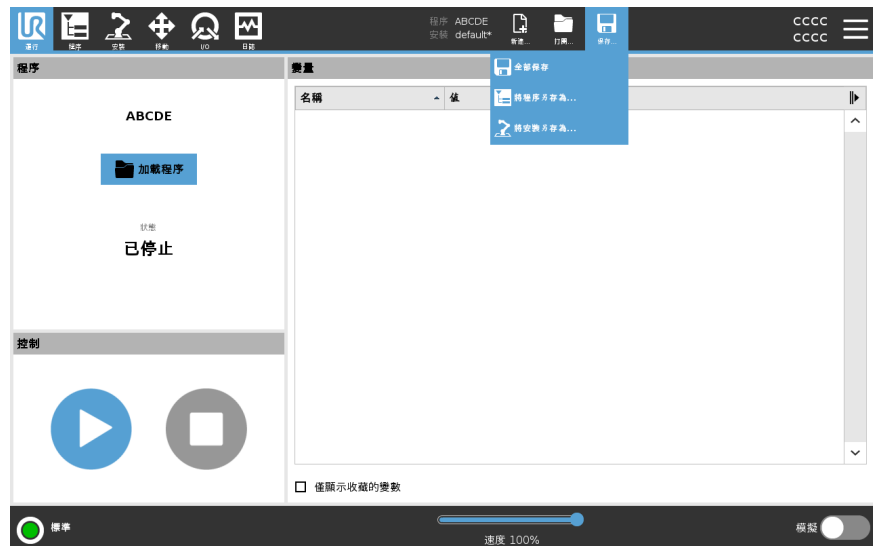 程序 ABCDE
安裝 default*
CCCC
CCCC
運行
程序
安裝
移動
I/O
日誌
新建...
打開...
保存...
程序
變量
全部保存
將程序另存為...
將安裝另存為...
名稱
值
ABCDE
加載程序
狀態
已停止
控制
僅顯示收藏的變數
標準
速度 100%
模擬